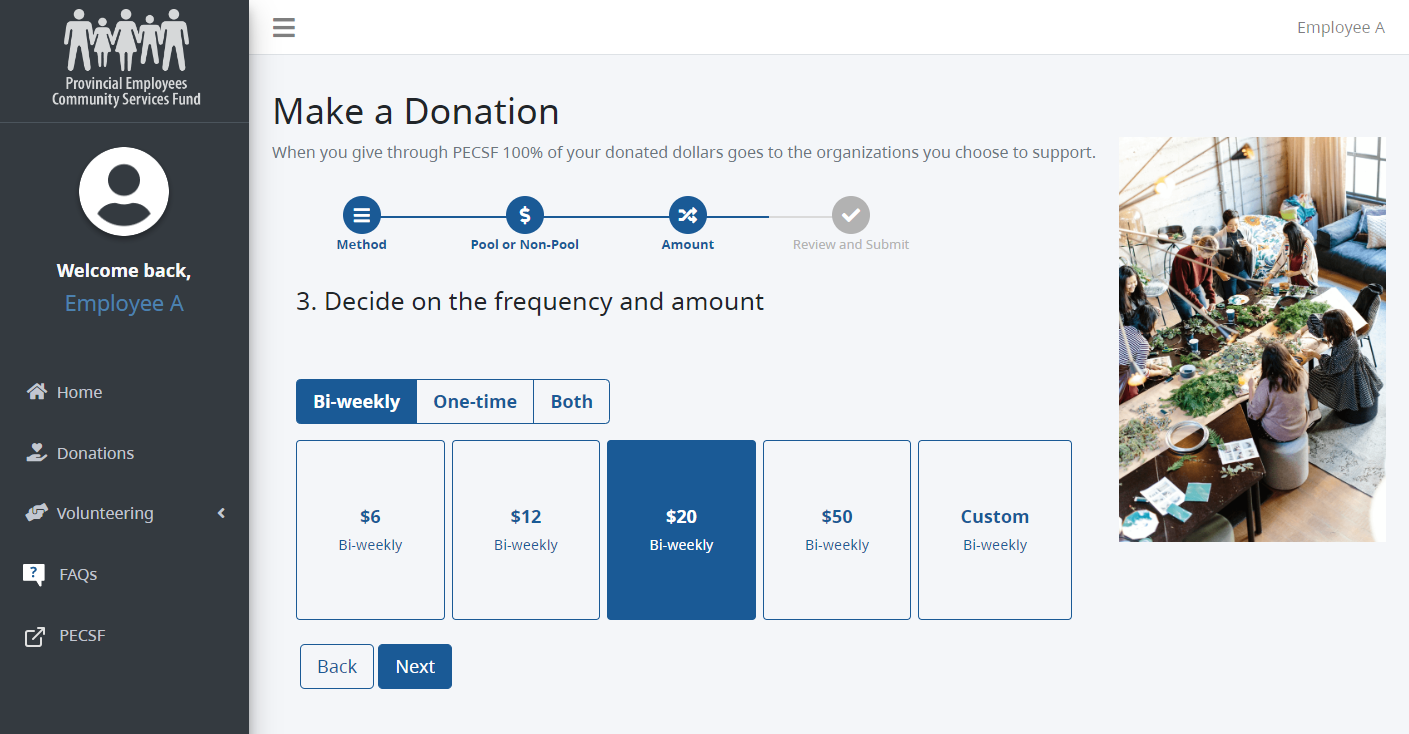 Provincial Employees
Community Services Fund
Employee A
Welcome back,
Employee A
Home
Donations
Volunteering
?
FAQs
PECSF
Make a Donation
When you give through PECSF 100% of your donated dollars goes to the organizations you choose to support.
$
Method
Pool or Non-Pool
Amount
Review and Submit
3. Decide on the frequency and amount
Bi-weekly
One-time
Both
$6
Bi-weekly
$12
Bi-weekly
$20
Bi-weekly
$50
Bi-weekly
Custom
Bi-weekly
Back
Next